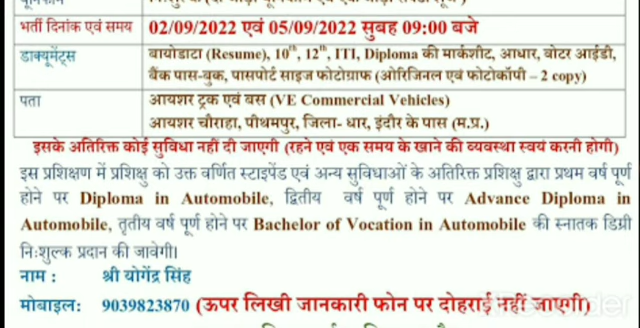 भर्ती दिनांक एवं समय 02/09/2022 एवं 05/09/2022 सुबह 09:00 बजे
डाक्यूमेंट्स बायोडाटा (Resume), 10th, 12th, ITI, Diploma की मार्कशीट, आधार, वोटर आईडी,
बैंक पास-बुक, पासपोर्ट साइज फोटोग्राफ (ओरिजिनल एवं फोटोकॉपी – 2 copy)
पता आयशर ट्रक एवं बस (VE Commercial Vehicles)
आयशर चौराहा, पीथमपुर, जिला- धार, इंदौर के पास (म.प्र.)
इसके अतिरिक्त कोई सुविधा नहीं दी जाएगी (रहने एवं एक समय के खाने की व्यवस्था स्वयं करनी होगी)
इस प्रशिक्षण में प्रशिक्षु को उक्त वर्णित स्टाइपेंड एवं अन्य सुविधाओं के अतिरिक्त प्रशिक्षु द्वारा प्रथम वर्ष पूर्ण
होने पर Diploma in Automobile, द्वितीय वर्ष पूर्ण होने पर Advance Diploma in
Automobile, तृतीय वर्ष पूर्ण होने पर Bachelor of Vocation in Automobile की स्नातक डिग्री
निःशुल्क प्रदान की जावेगी।
नाम : श्री योगेंद्र सिंह
मोबाइल: 9039823870 (ऊपर लिखी जानकारी फोन पर दोहराई नहीं जाएगी)